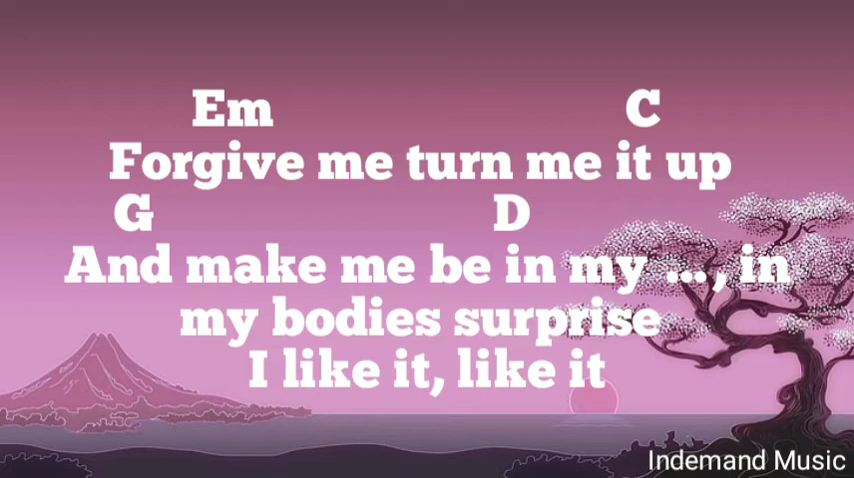 Em C
Forgive me turn me it up
G D
And make me be in my ..., in
my bodies surprise
I like it, like it
Indemand Music